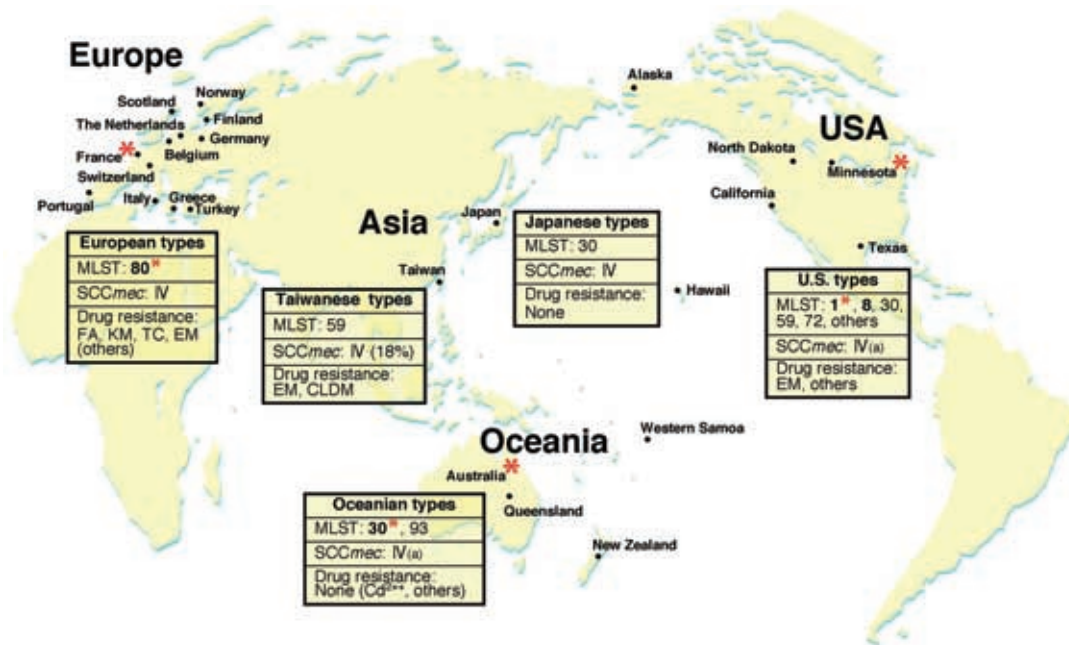 Europe
Norway
Scotland
Finland
The Netherlands
Germany
France*
Belgium
Switzerland
Portugal
Italy
Greece
Turkey
European types
MLST: 80*
SCCmec: IV
Drug resistance:
FA, KM, TC, EM
(others)
Asia
Japan
Taiwan
Taiwanese types
MLST: 59
SCCmec: IV (18%)
Drug resistance:
EM, CLDM
Japanese types
MLST: 30
SCCmec: IV
Drug resistance:
None
Alaska
USA
North Dakota
Minnesota*
California
Texas
Hawaii
U.S. types
MLST: 1*, 8, 30,
59, 72, others
SCCmec: IV(a)
Drug resistance:
EM, others
Oceania
Western Samoa
Australia*
Queensland
New Zealand
Oceanian types
MLST: 30*, 93
SCCmec: IV(a)
Drug resistance:
None (Cd²⁺⁺, others)